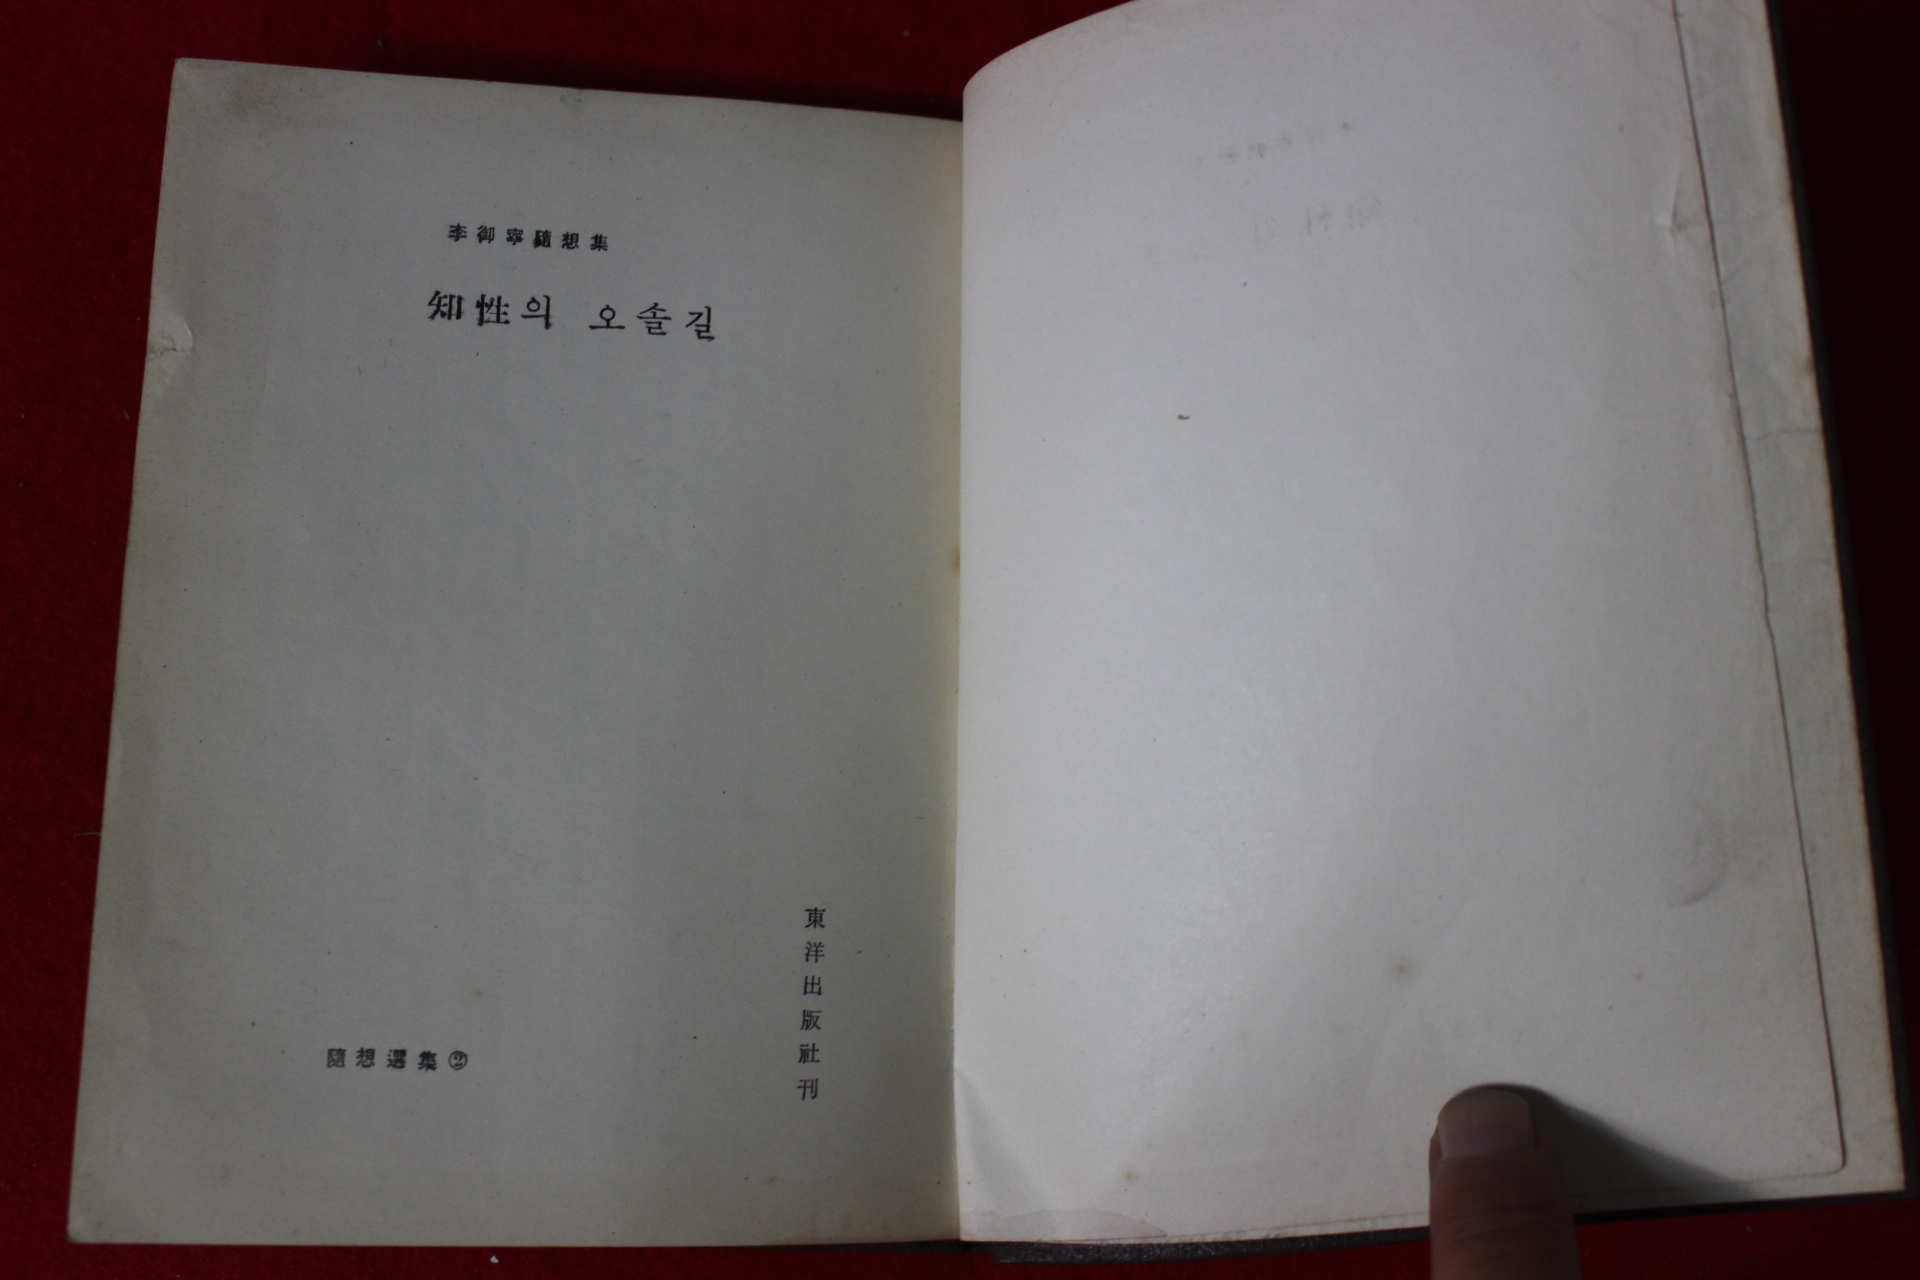 李御寧隨想集
知性의 오솔길
東洋出版社刊
隨想選集②